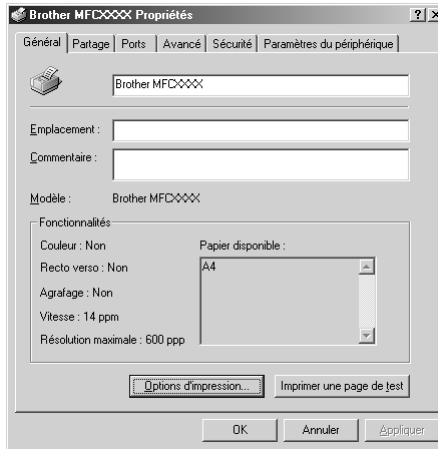 Brother MFCXXXX Propriétés
Général Partage Ports Avancé Sécurité Paramètres du périphérique
Brother MFCXXXX
Emplacement :
Commentaire :
Modèle : Brother MFCXXXX
Fonctionnalités
Couleur : Non Papier disponible :
Recto verso : Non A4
Agrafage : Non
Vitesse : 14 ppm
Résolution maximale : 600 ppp
Options d'impression... Imprimer une page de test
OK Annuler Appliquer